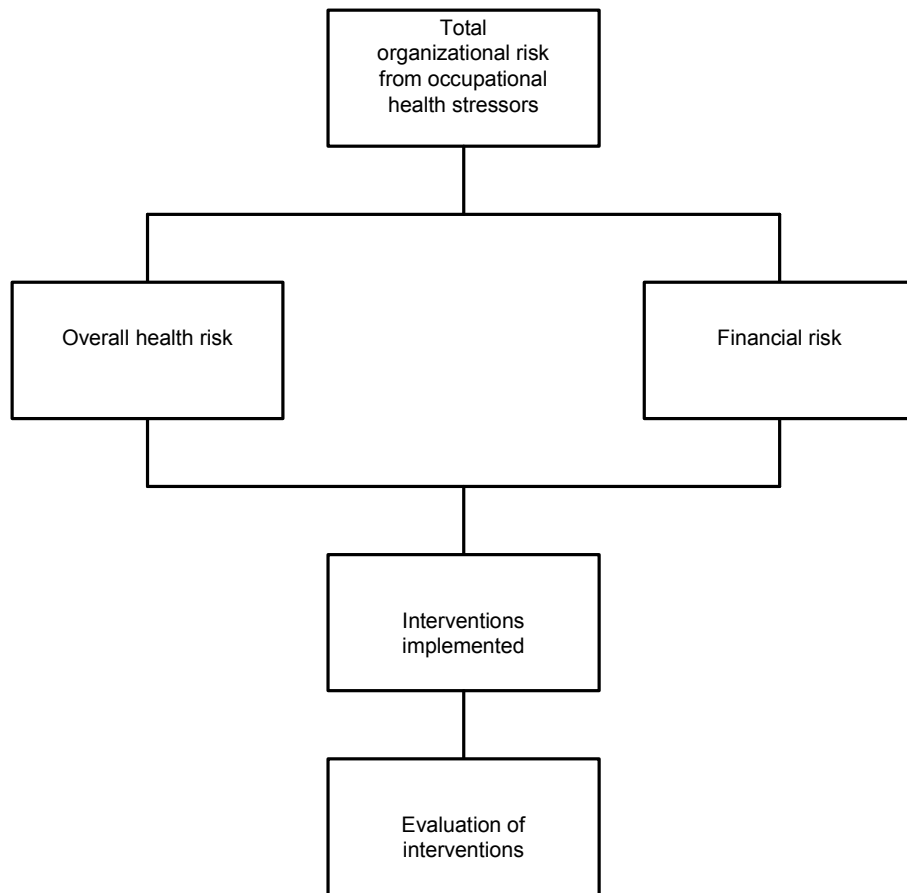 Total
organizational risk
from occupational
health stressors
Overall health risk
Financial risk
Interventions
implemented
Evaluation of
interventions